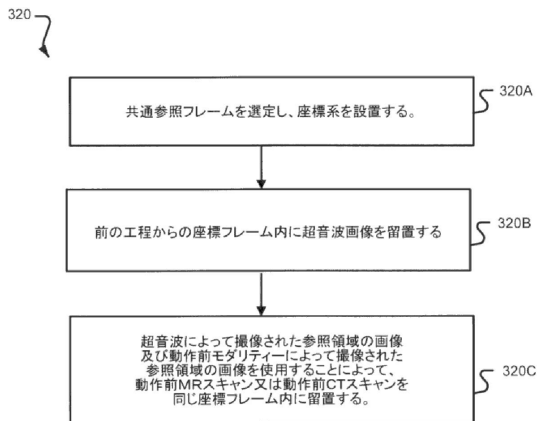 320
共通参照フレームを選定し、座標系を設置する。
320A
前の工程からの座標フレーム内に超音波画像を留置する
320B
超音波によって撮像された参照領域の画像
及び動作前モダリティーによって撮像された
参照領域の画像を使用することによって、
動作前MRスキャン又は動作前CTスキャンを
同じ座標フレーム内に留置する。
320C